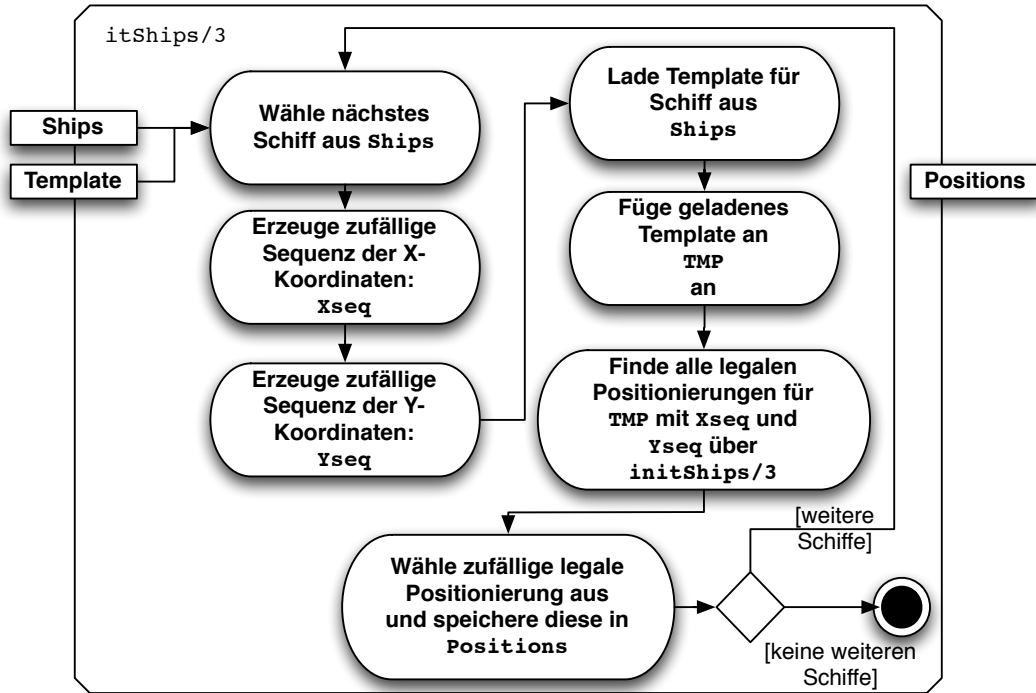 itShips/3
Ships
Template
Wähle nächstes
Schiff aus Ships
Erzeuge zufällige
Sequenz der X-
Koordinaten:
Xseq
Erzeuge zufällige
Sequenz der Y-
Koordinaten:
Yseq
Lade Template für
Schiff aus
Ships
Füge geladenes
Template an
TMP
an
Finde alle legalen
Positionierungen für
TMP mit Xseq und
Yseq über
initShips/3
Wähle zufällige legale
Positionierung aus
und speichere diese in
Positions
[weitere
Schiffe]
[keine weiteren
Schiffe]
Positions